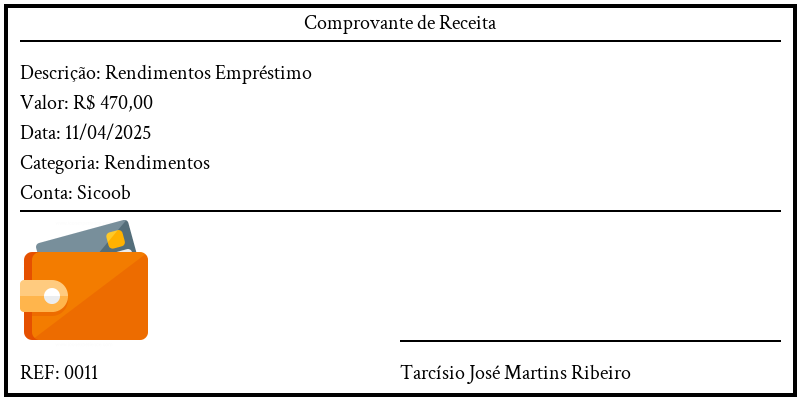 Comprovante de Receita
Descrição: Rendimentos Empréstimo
Valor: R$ 470,00
Data: 11/04/2025
Categoria: Rendimentos
Conta: Sicoob
REF: 0011
Tarcísio José Martins Ribeiro